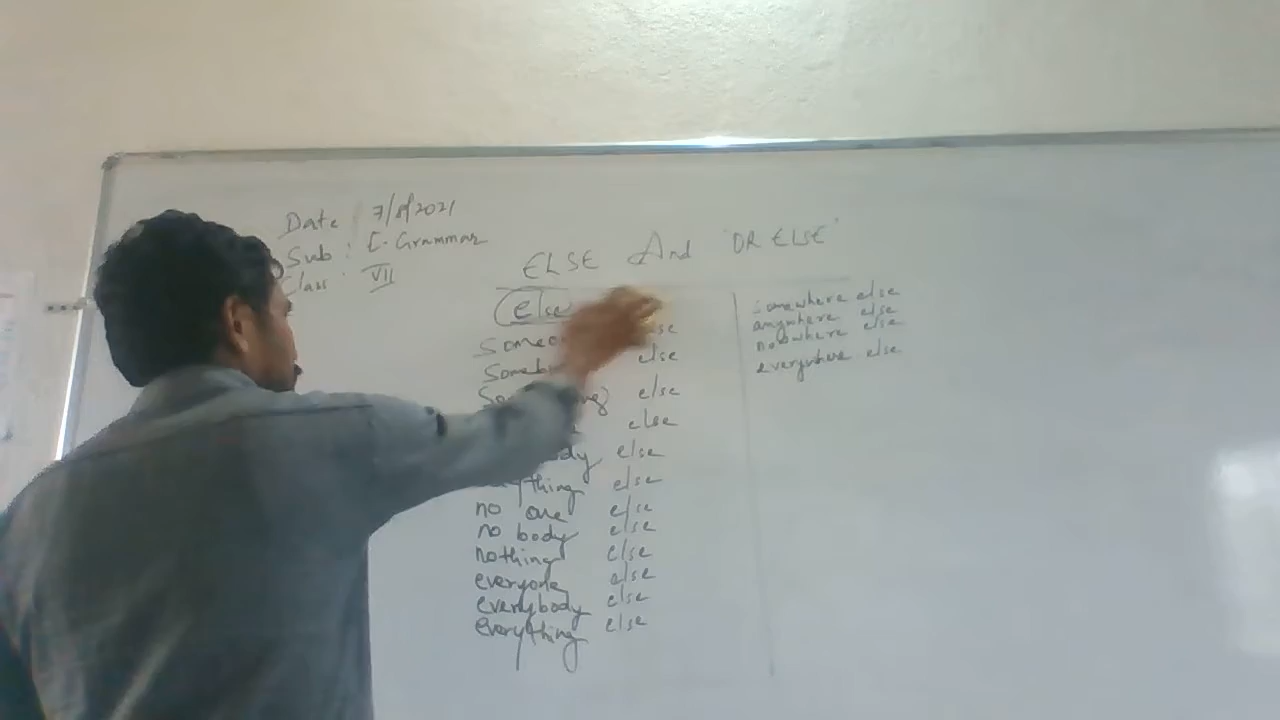 Date : 7/8/2021
Sub : E-Grammar
Class : VII
ELSE And 'OR ELSE'
else
else
else
else
else
else
thing else
no one else
no body else
nothing else
everyone else
everybody else
everything else
somewhere else
anywhere else
nowhere else
everywhere else